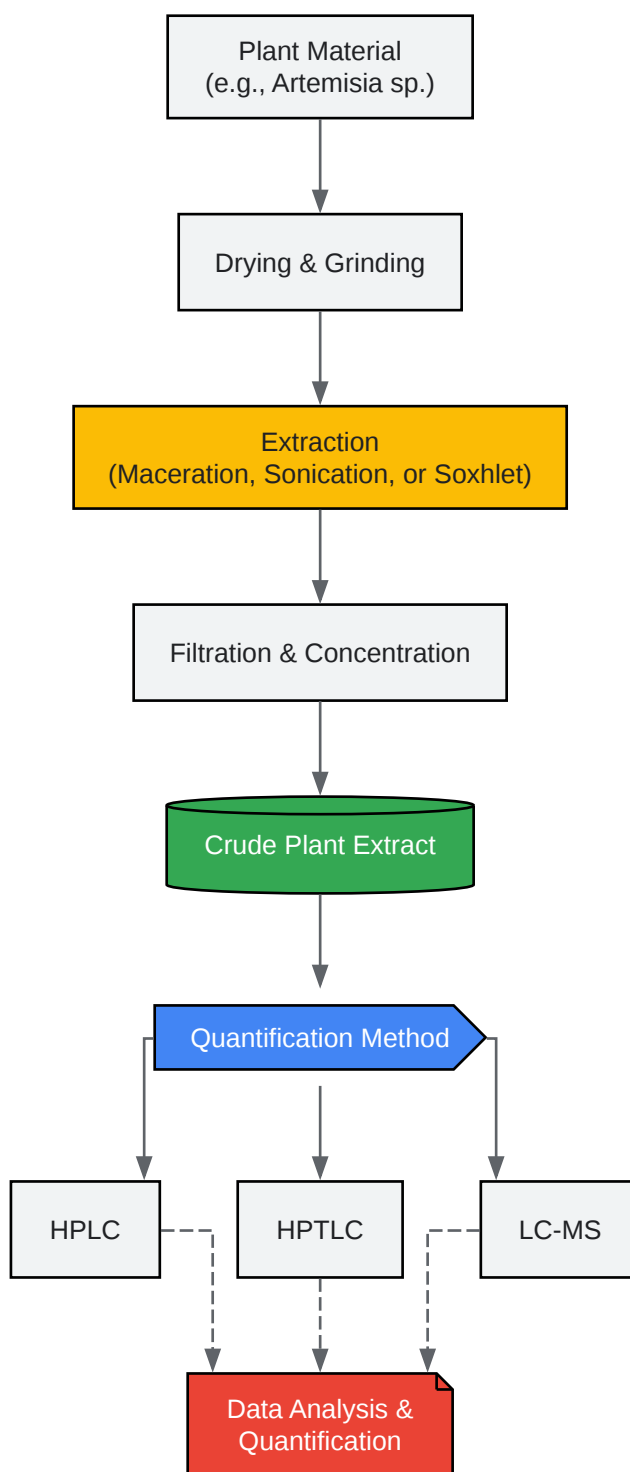 Plant Material
(e.g., Artemisia sp.)
Drying & Grinding
Extraction
(Maceration, Sonication, or Soxhlet)
Filtration & Concentration
Crude Plant Extract
Quantification Method
HPLC
HPTLC
LC-MS
Data Analysis &
Quantification